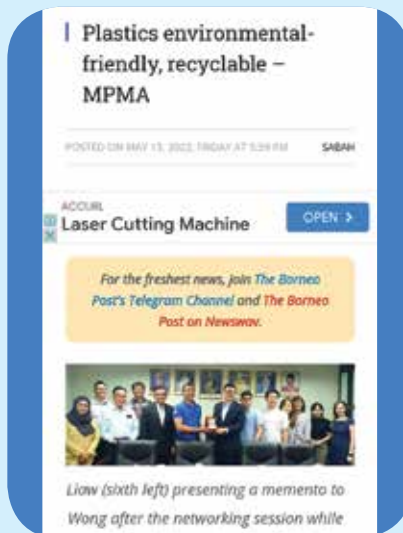 Plastics environmental-
friendly, recyclable –
MPMA
POSTED ON MAY 13, 2022, FRIDAY AT 5:59 PM SABAH
ACCURL
Laser Cutting Machine
OPEN >
For the freshest news, join The Borneo
Post's Telegram Channel and The Borneo
Post on Newswav.
Liaw (sixth left) presenting a memento to
Wong after the networking session while